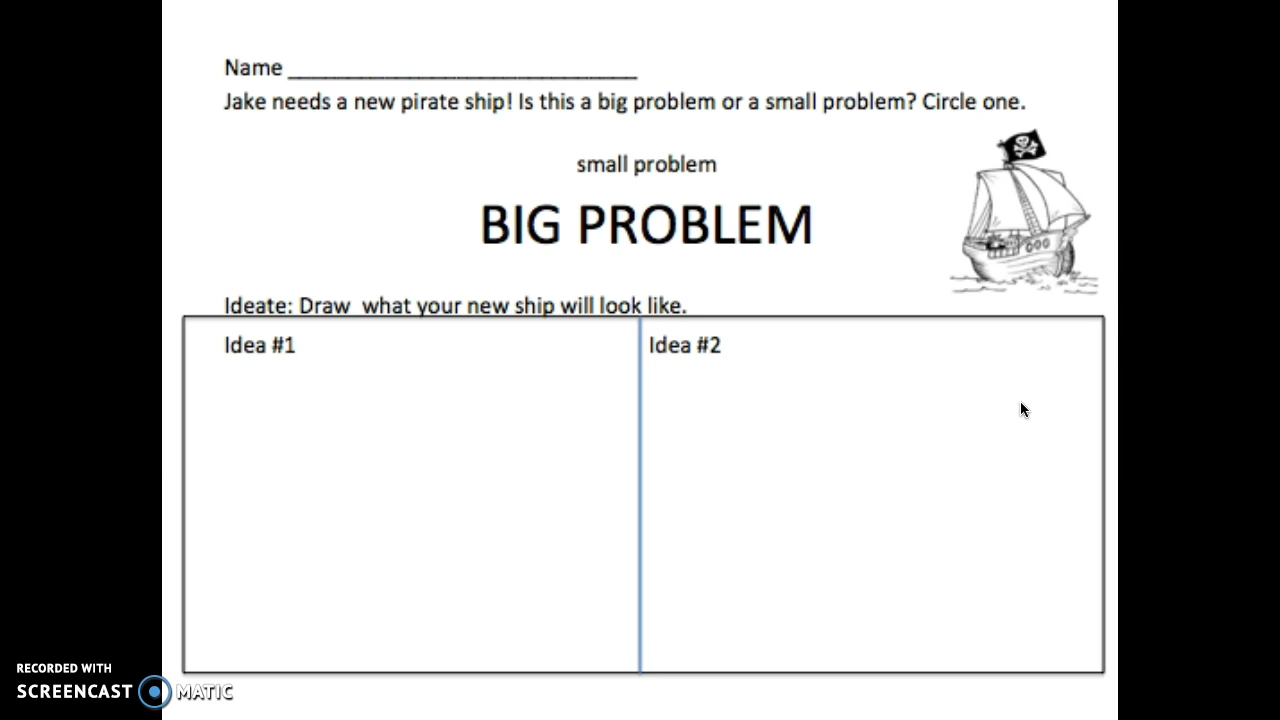 Name ____________________________
Jake needs a new pirate ship! Is this a big problem or a small problem? Circle one.
small problem
BIG PROBLEM
Ideate: Draw  what your new ship will look like.
Idea #1
Idea #2
RECORDED WITH
SCREENCAST MATIC